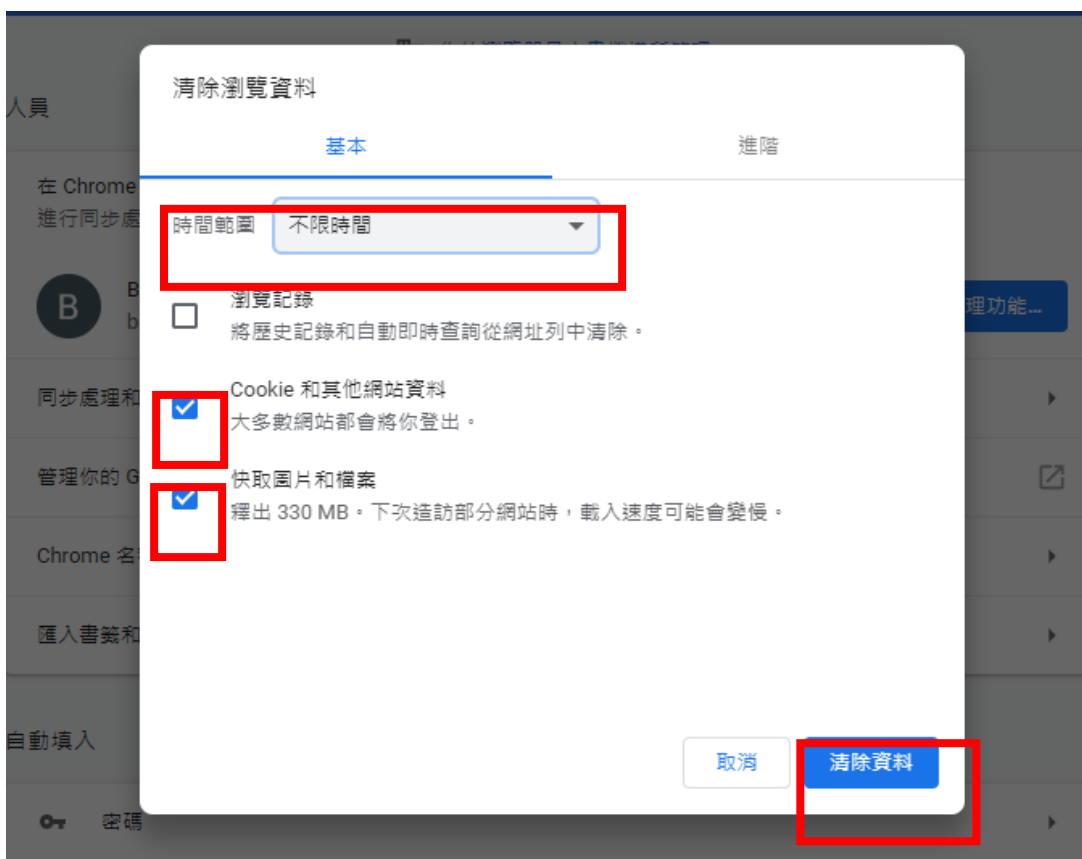 清除瀏覽資料
人員
基本
進階
在 Chrome
進行同步處
時間範圍
不限時間
瀏覽記錄
B
B
b
將歷史記錄和自動即時查詢從網址列中清除。
理功能...
Cookie 和其他網站資料
同步處理和
大多數網站都會將你登出。
快取圖片和檔案
管理你的 G
釋出 330 MB。下次造訪部分網站時，載入速度可能會變慢。
Chrome 名
匯入書籤和
自動填入
取消
清除資料
密碼